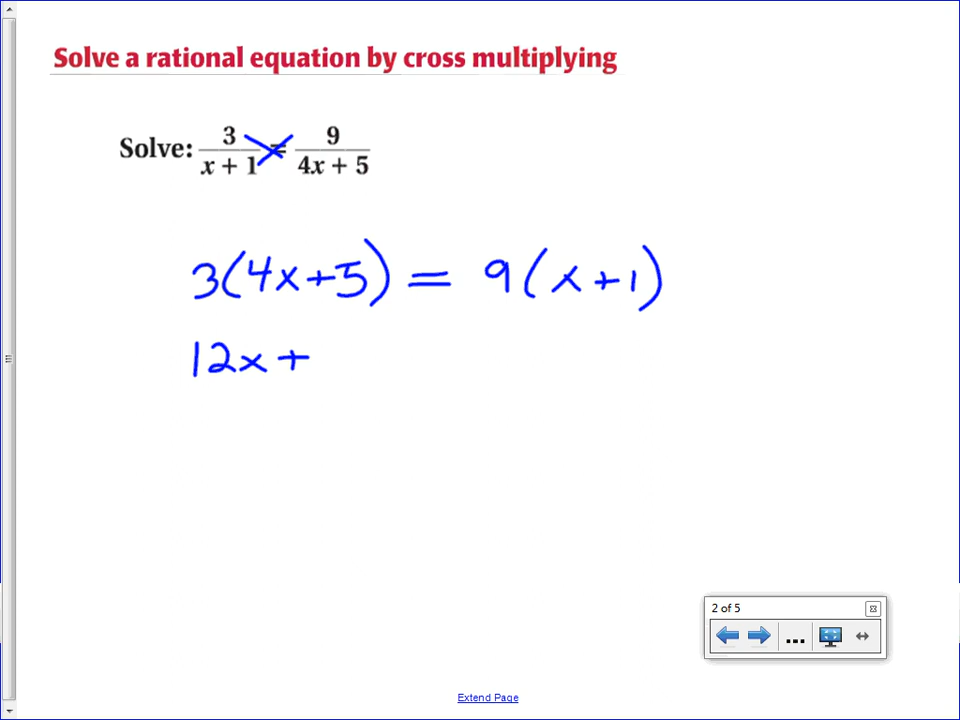 Solve a rational equation by cross multiplying
Solve: 3/(x + 1) = 9/(4x + 5)
3(4x+5) = 9(x+1)
12x +
2 of 5
...
Extend Page